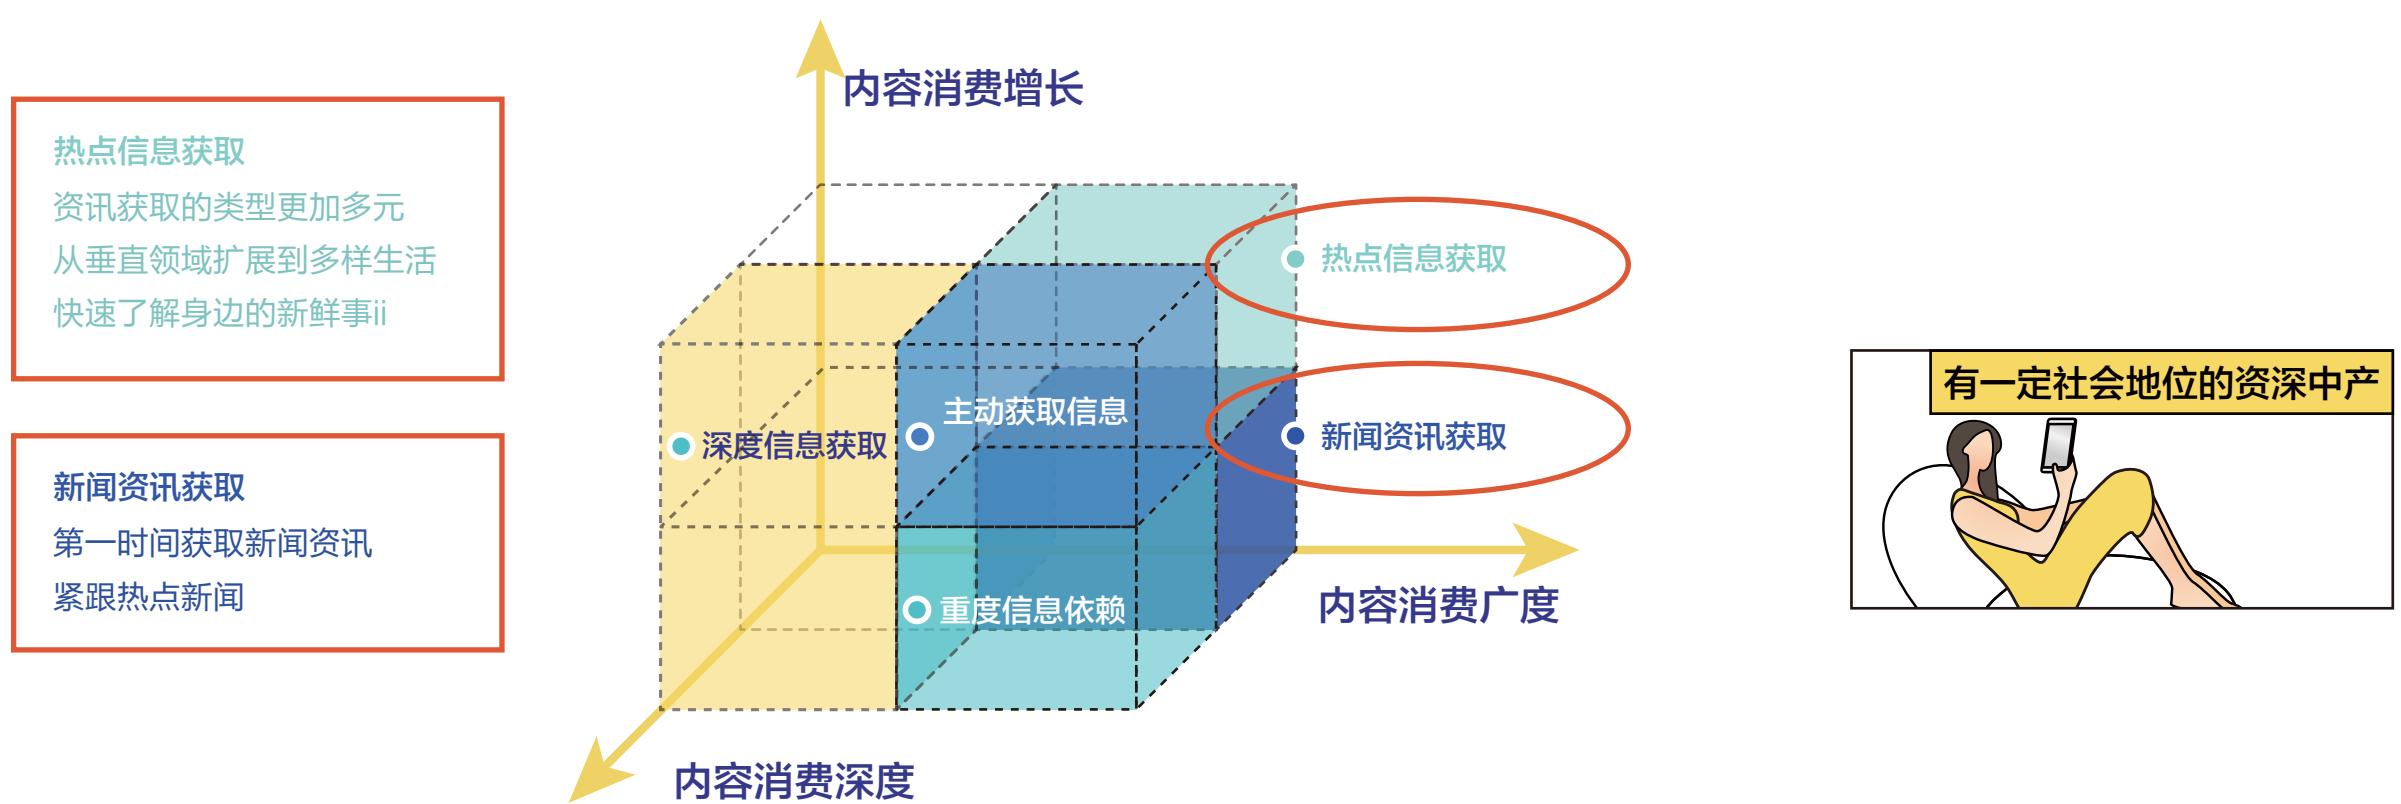 内容消费增长
热点信息获取
资讯获取的类型更加多元
从垂直领域扩展到多样生活
快速了解身边的新鲜事ii
新闻资讯获取
第一时间获取新闻资讯
紧跟热点新闻
热点信息获取
主动获取信息
深度信息获取
新闻资讯获取
重度信息依赖
内容消费广度
内容消费深度
有一定社会地位的资深中产